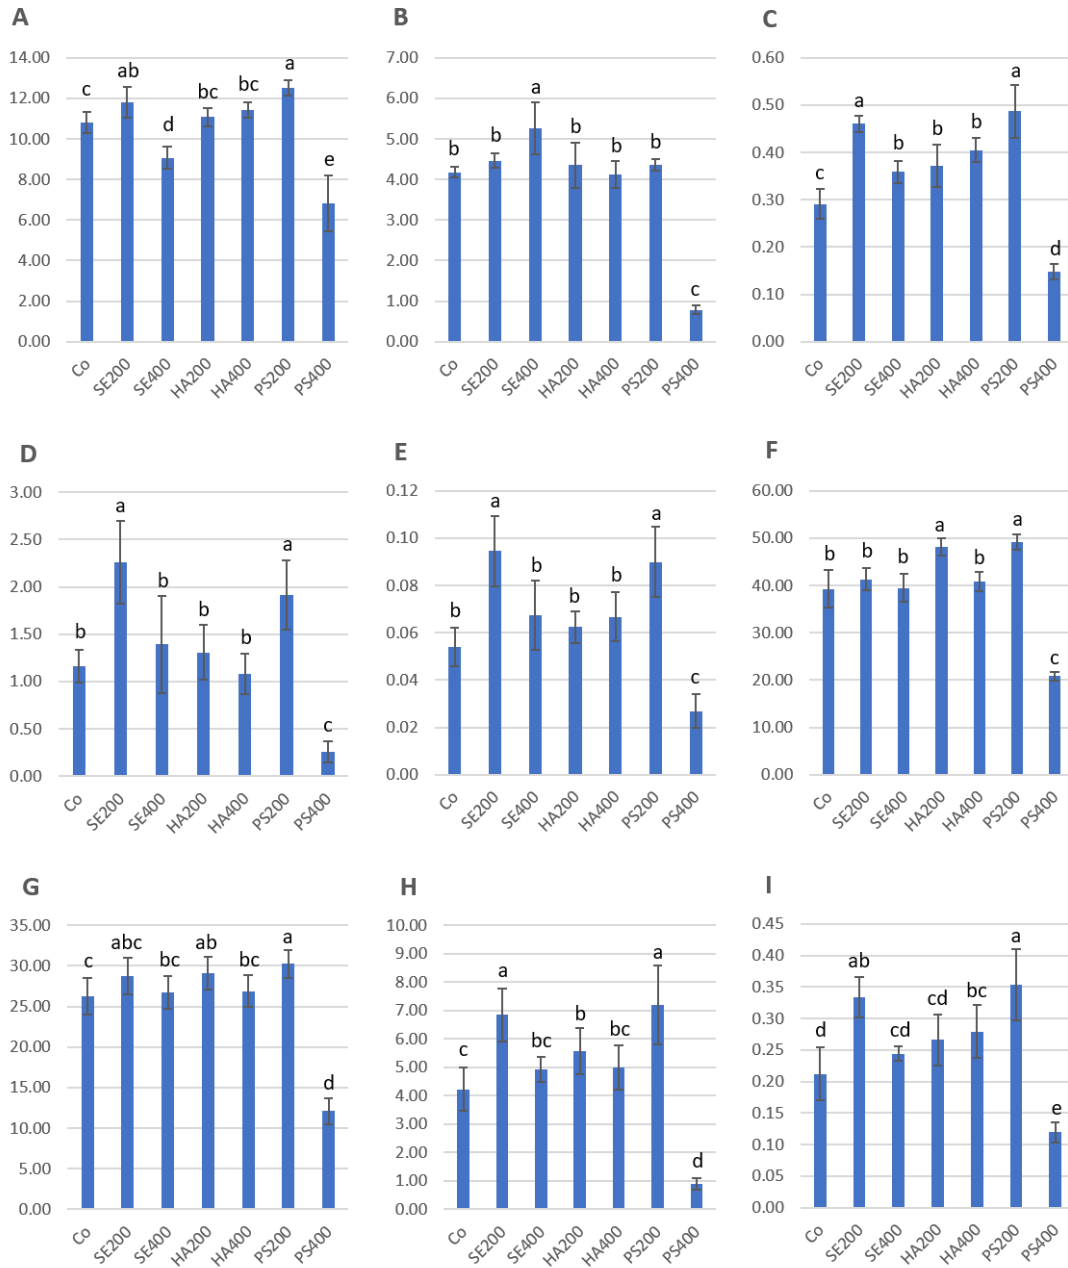 A
B
C
14.00
12.00
10.00
8.00
6.00
4.00
2.00
0.00
c
ab
d
bc
bc
a
e
Co
SE200
SE400
HA200
HA400
PS200
PS400
7.00
6.00
5.00
4.00
3.00
2.00
1.00
0.00
b
b
a
b
b
b
c
Co
SE200
SE400
HA200
HA400
PS200
PS400
0.60
0.50
0.40
0.30
0.20
0.10
0.00
c
a
b
b
b
a
d
Co
SE200
SE400
HA200
HA400
PS200
PS400
D
E
F
3.00
2.50
2.00
1.50
1.00
0.50
0.00
b
a
b
b
b
a
c
Co
SE200
SE400
HA200
HA400
PS200
PS400
0.12
0.10
0.08
0.06
0.04
0.02
0.00
b
a
b
b
b
a
c
Co
SE200
SE400
HA200
HA400
PS200
PS400
60.00
50.00
40.00
30.00
20.00
10.00
0.00
b
b
b
a
b
a
c
Co
SE200
SE400
HA200
HA400
PS200
PS400
G
H
I
35.00
30.00
25.00
20.00
15.00
10.00
5.00
0.00
c
abc
bc
ab
bc
a
d
Co
SE200
SE400
HA200
HA400
PS200
PS400
10.00
9.00
8.00
7.00
6.00
5.00
4.00
3.00
2.00
1.00
0.00
c
a
bc
b
bc
a
d
Co
SE200
SE400
HA200
HA400
PS200
PS400
0.45
0.40
0.35
0.30
0.25
0.20
0.15
0.10
0.05
0.00
d
ab
cd
cd
bc
a
e
Co
SE200
SE400
HA200
HA400
PS200
PS400